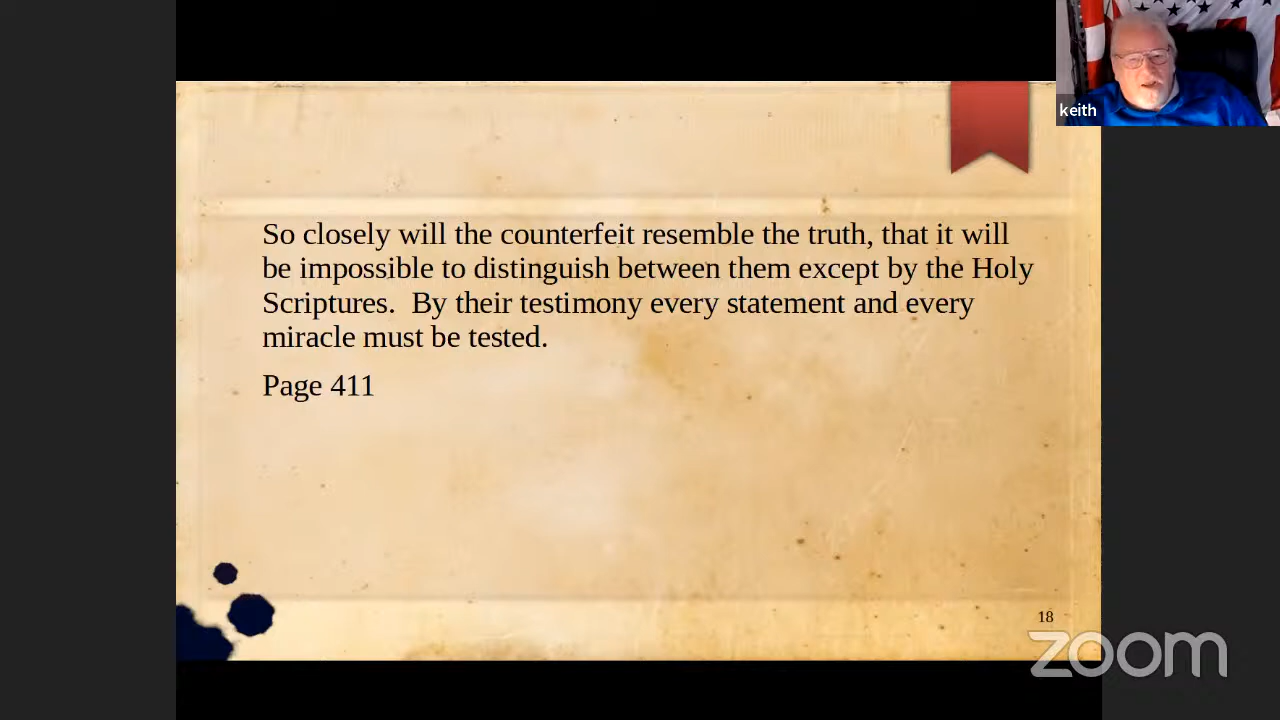 keith
So closely will the counterfeit resemble the truth, that it will
be impossible to distinguish between them except by the Holy
Scriptures.  By their testimony every statement and every
miracle must be tested.
Page 411
18
zoom